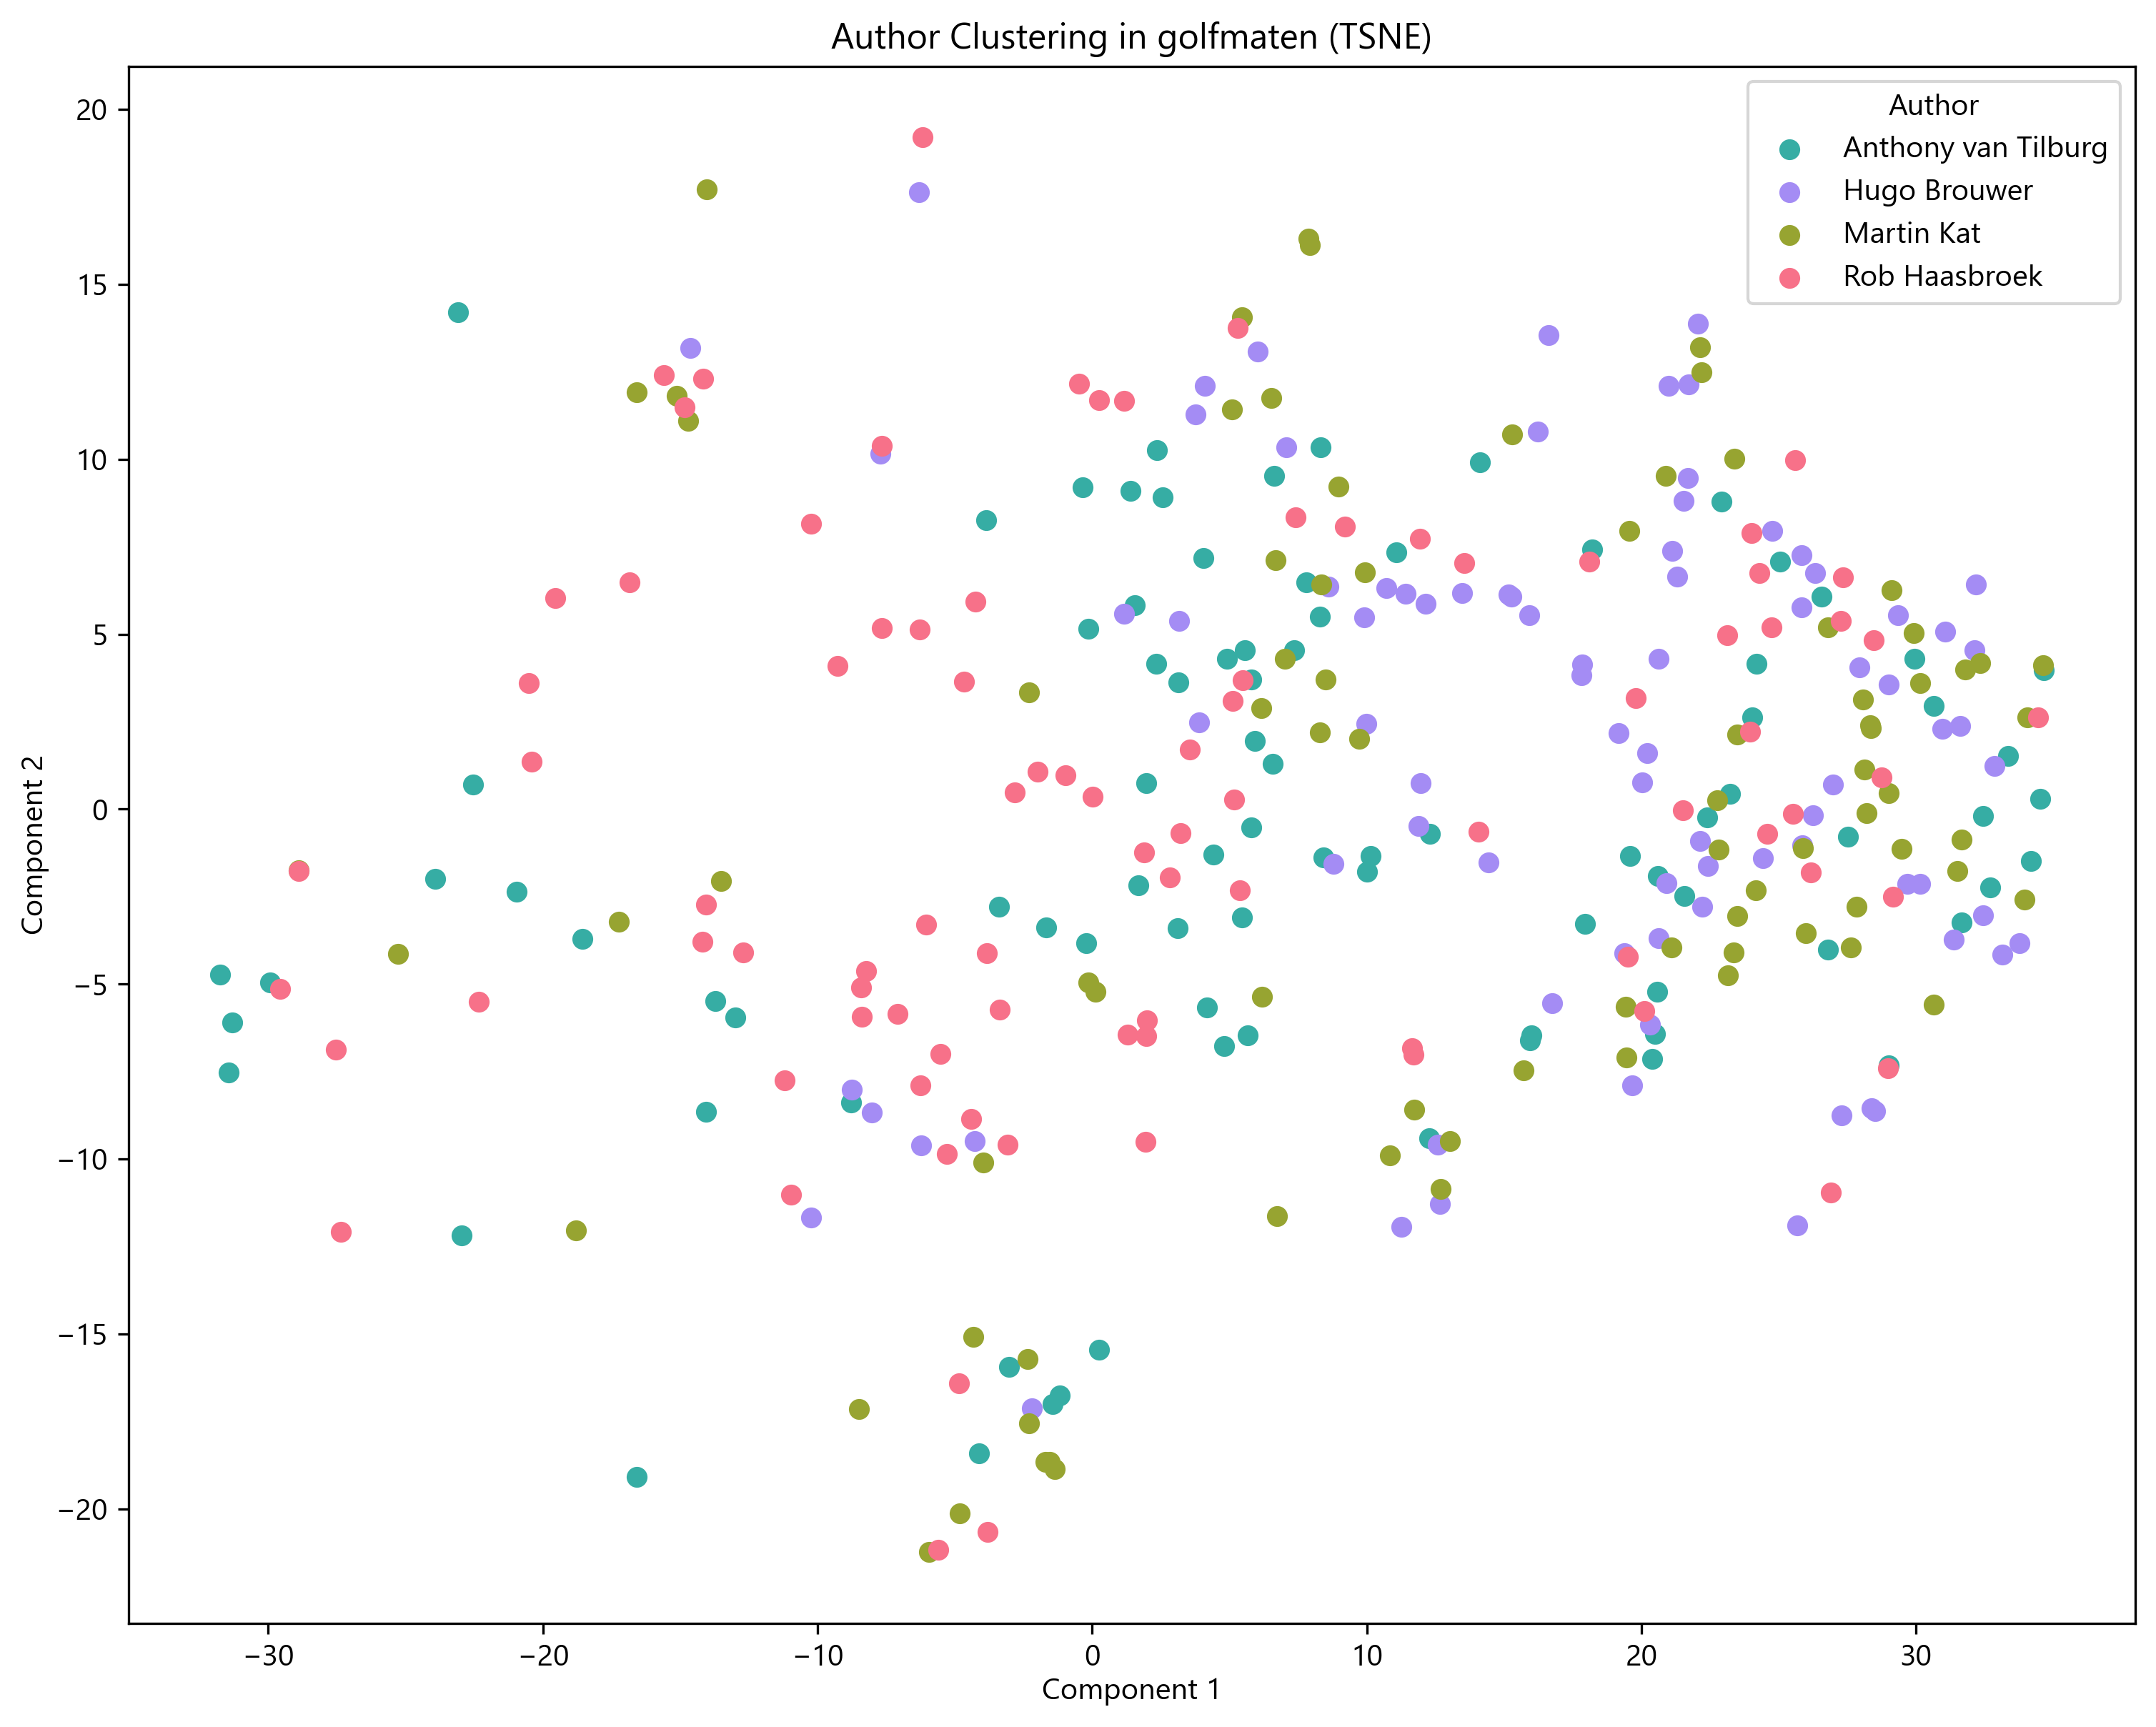 Author Clustering in golfmaten (TSNE)
Author
Anthony van Tilburg
Hugo Brouwer
Martin Kat
Rob Haasbroek
20
15
10
5
0
−5
−10
−15
−20
Component 2
−30
−20
−10
0
10
20
30
Component 1